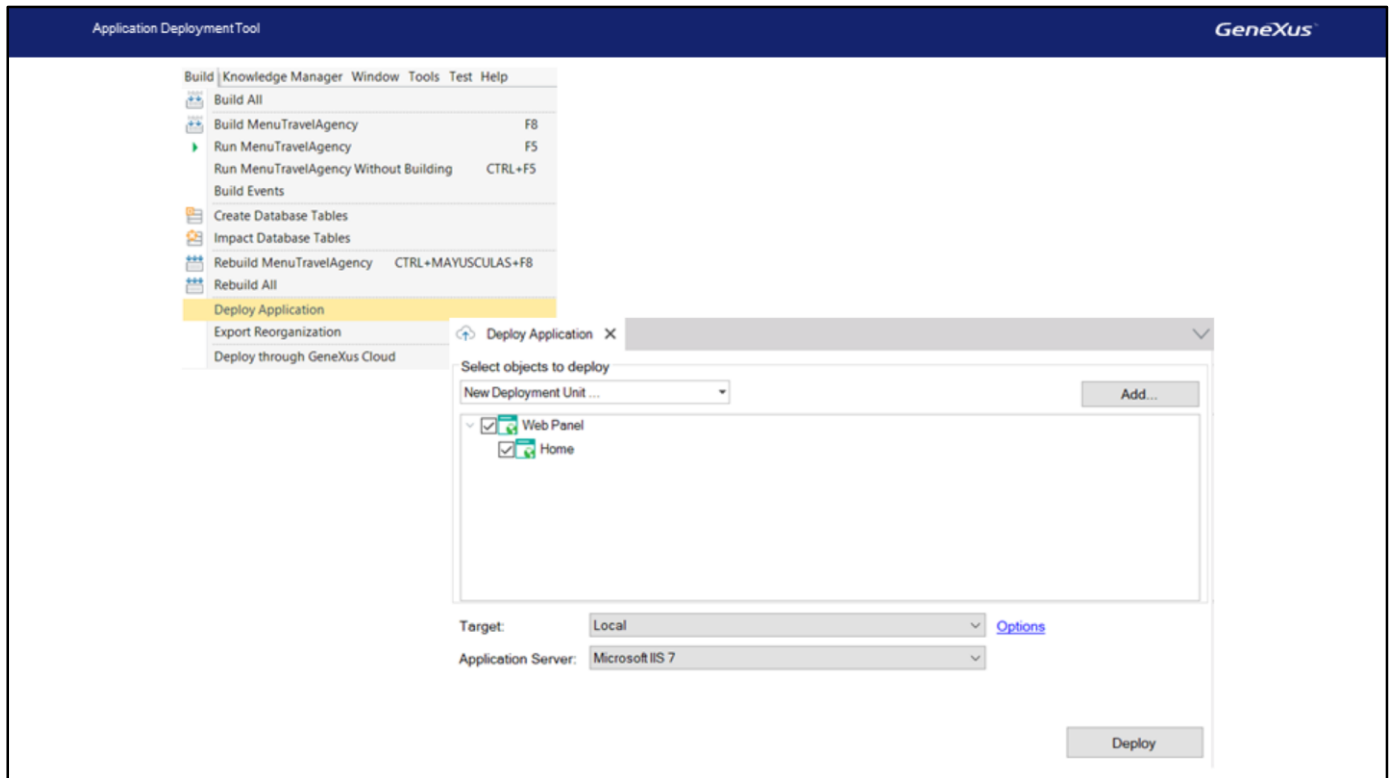 Application Deployment Tool
GeneXus
Build Knowledge Manager Window Tools Test Help
Build All
Build MenuTravelAgency F8
Run MenuTravelAgency F5
Run MenuTravelAgency Without Building CTRL+F5
Build Events
Create Database Tables
Impact Database Tables
Rebuild MenuTravelAgency CTRL+MAYUSCULAS+F8
Rebuild All
Deploy Application
Export Reorganization
Deploy through GeneXus Cloud
Deploy Application
Select objects to deploy
New Deployment Unit ...
Add...
Web Panel
Home
Target: Local Options
Application Server: Microsoft IIS 7
Deploy